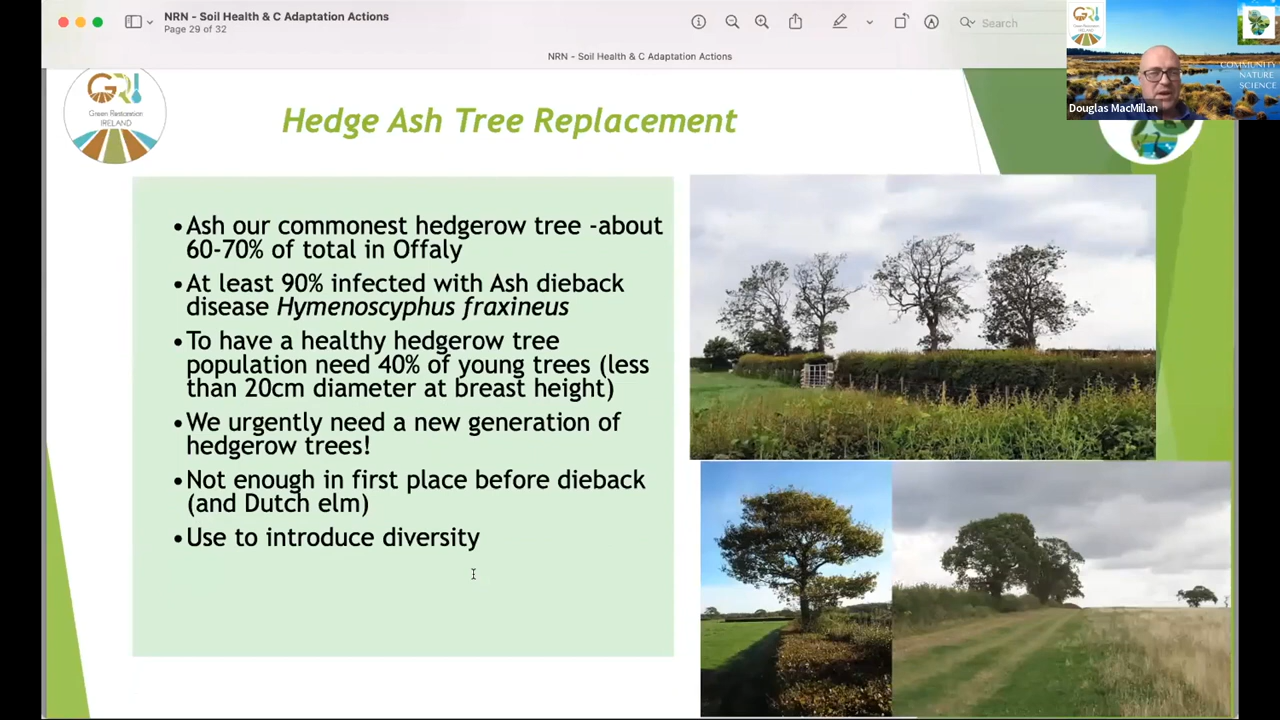 NRN - Soil Health & C Adaptation Actions
Page 29 of 32
Search
NRN - Soil Health & C Adaptation Actions
GRI
COMMUNITY
NATURE
SCIENCE
Douglas MacMillan
GRI
Green Restoration
IRELAND
Hedge Ash Tree Replacement
•Ash our commonest hedgerow tree -about
60-70% of total in Offaly
•At least 90% infected with Ash dieback
disease Hymenoscyphus fraxineus
•To have a healthy hedgerow tree
population need 40% of young trees (less
than 20cm diameter at breast height)
•We urgently need a new generation of
hedgerow trees!
•Not enough in first place before dieback
(and Dutch elm)
•Use to introduce diversity